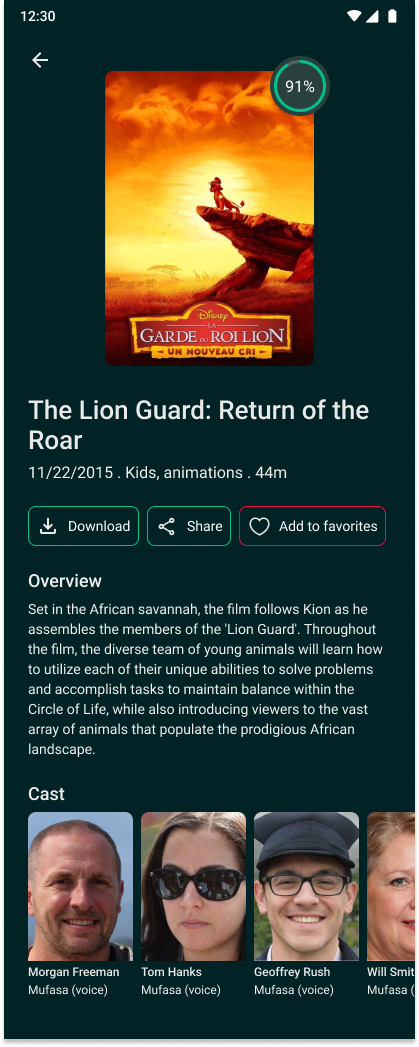 12:30
91%
Disney
LA
GARDE DU ROI LION
UN NOUVEAU CRI
The Lion Guard: Return of the
Roar
11/22/2015 . Kids, animations . 44m
Download Share Add to favorites
Overview
Set in the African savannah, the film follows Kion as he
assembles the members of the 'Lion Guard'. Throughout
the film, the diverse team of young animals will learn how
to utilize each of their unique abilities to solve problems
and accomplish tasks to maintain balance within the
Circle of Life, while also introducing viewers to the vast
array of animals that populate the prodigious African
landscape.
Cast
Morgan Freeman Tom Hanks Geoffrey Rush Will Smit
Mufasa (voice) Mufasa (voice) Mufasa (voice) Mufasa (